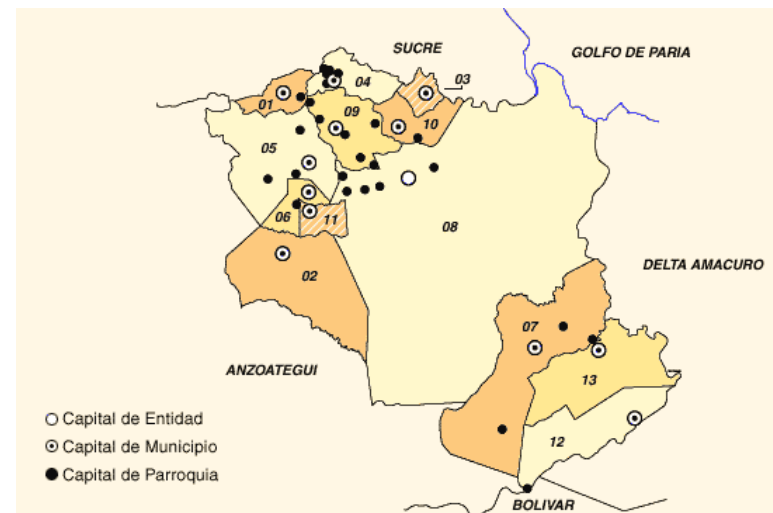 SUCRE
GOLFO DE PARIA
03
04
01
09
10
05
06
11
08
02
DELTA AMACURO
07
ANZOATEGUI
13
Capital de Entidad
Capital de Municipio
12
Capital de Parroquia
BOLIVAR